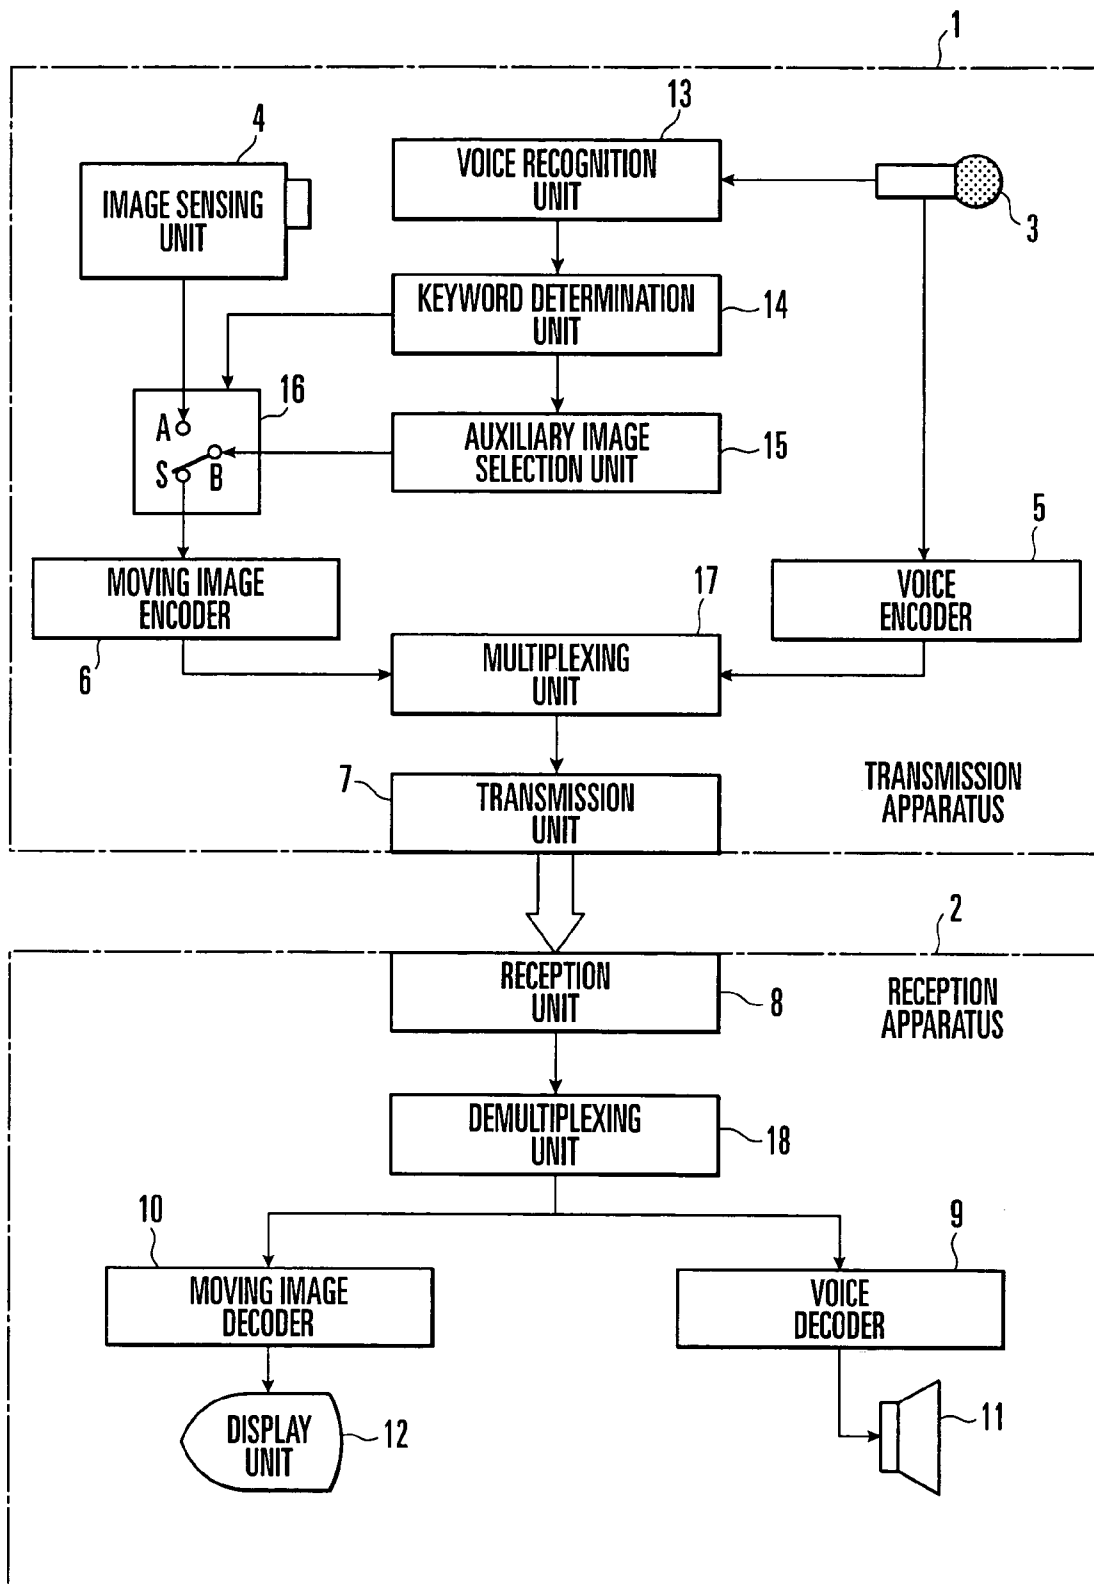 1
13
4
VOICE RECOGNITION
UNIT
IMAGE SENSING
UNIT
3
KEYWORD DETERMINATION
UNIT
14
16
A
S
B
AUXILIARY IMAGE
SELECTION UNIT
15
5
MOVING IMAGE
ENCODER
6
17
VOICE
ENCODER
MULTIPLEXING
UNIT
7
TRANSMISSION
UNIT
TRANSMISSION
APPARATUS
2
RECEPTION
UNIT
8
RECEPTION
APPARATUS
DEMULTIPLEXING
UNIT
18
10
9
MOVING IMAGE
DECODER
VOICE
DECODER
DISPLAY
UNIT
12
11